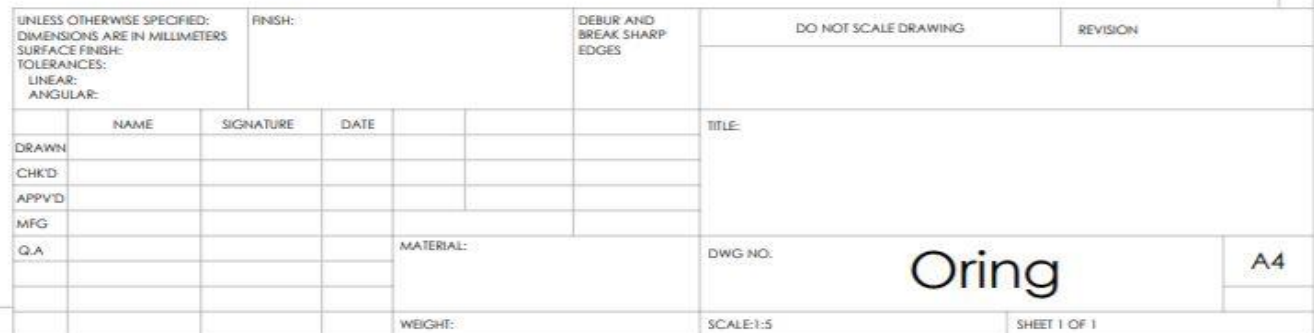 UNLESS OTHERWISE SPECIFIED:
DIMENSIONS ARE IN MILLIMETERS
SURFACE FINISH:
TOLERANCES:
LINEAR:
ANGULAR:
FINISH:
DEBUR AND
BREAK SHARP
EDGES
DO NOT SCALE DRAWING
REVISION
NAME
SIGNATURE
DATE
DRAWN
CHK'D
APPV'D
MFG
Q.A
TITLE:
MATERIAL:
DWG NO.
Oring
A4
WEIGHT:
SCALE:1:5
SHEET 1 OF 1